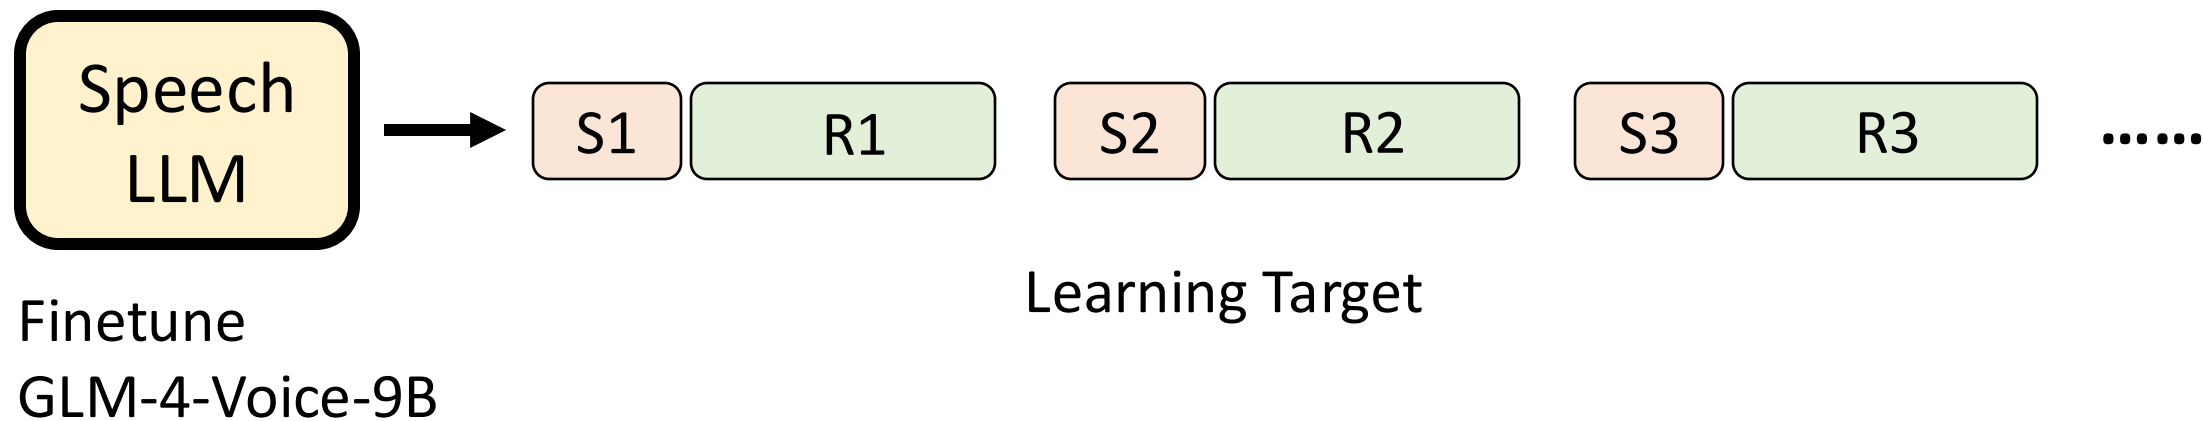 Speech
LLM
S1 R1 S2 R2 S3 R3 ……
Learning Target
Finetune
GLM-4-Voice-9B